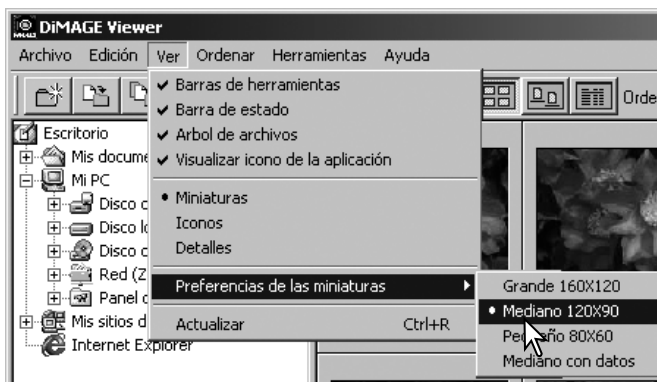 DiMAGE Viewer
Archivo Edición Ver Ordenar Herramientas Ayuda
Orde
Barras de herramientas
Barra de estado
Arbol de archivos
Visualizar icono de la aplicación
Miniaturas
Iconos
Detalles
Preferencias de las miniaturas
Actualizar Ctrl+R
Grande 160X120
Mediano 120X90
Pequeño 80X60
Mediano con datos
Escritorio
Mis docume
Mi PC
Disco c
Disco lo
Disco c
Red (Z
Panel d
Mis sitios d
Internet Explorer